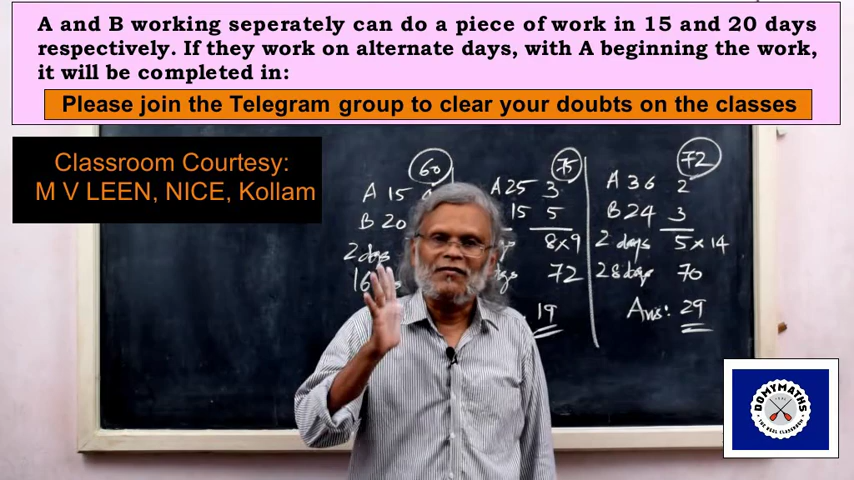 A and B working seperately can do a piece of work in 15 and 20 days
respectively. If they work on alternate days, with A beginning the work,
it will be completed in:
Please join the Telegram group to clear your doubts on the classes
Classroom Courtesy:
M V LEEN, NICE, Kollam
60
A 15
B 20
2 days
16
75
A 25 3
15 5
8 x 9
72
19
72
A 36 2
B 24 3
2 days 5 x 14
28 days 70
Ans: 29
DOMYMATHS
THE REAL CLASSROOM